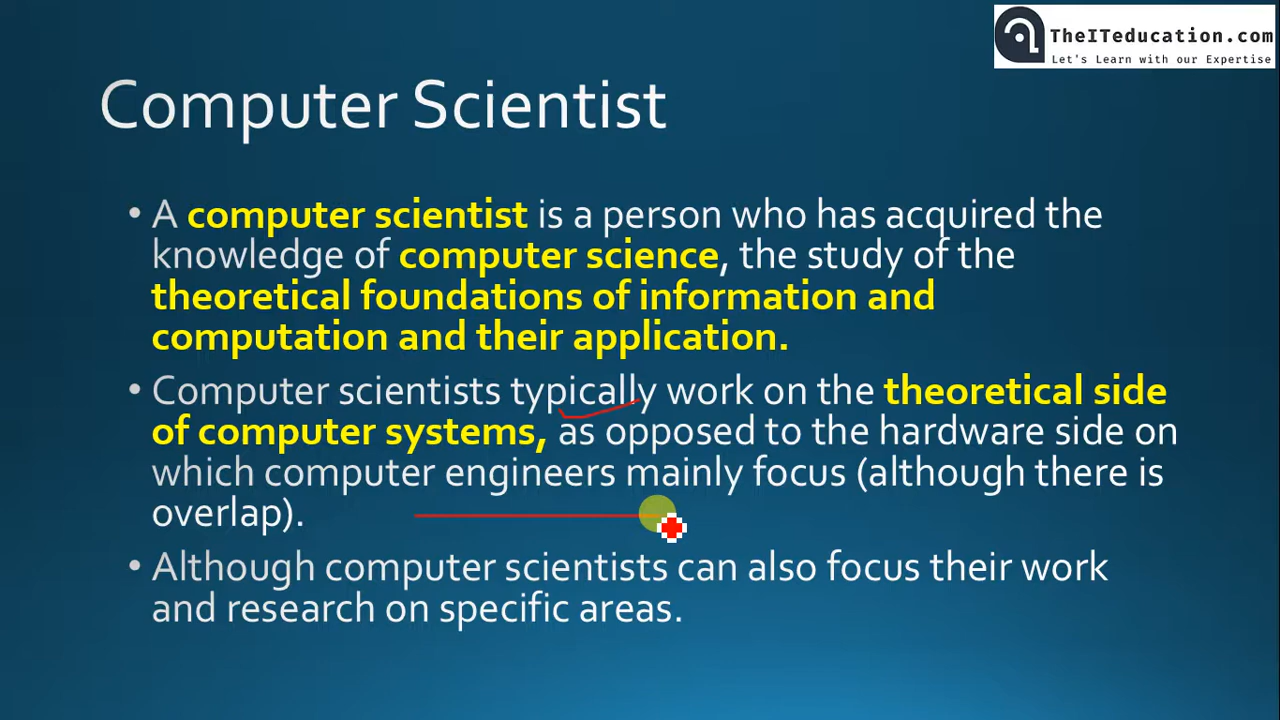 TheITeducation.com
Let's Learn with our Expertise
Computer Scientist
• A computer scientist is a person who has acquired the
knowledge of computer science, the study of the
theoretical foundations of information and
computation and their application.
• Computer scientists typically work on the theoretical side
of computer systems, as opposed to the hardware side on
which computer engineers mainly focus (although there is
overlap).
• Although computer scientists can also focus their work
and research on specific areas.